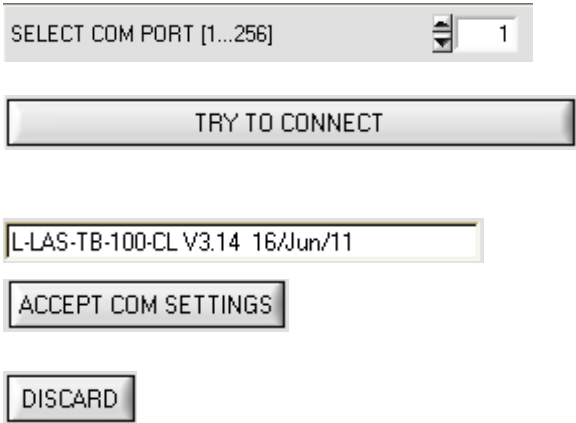 SELECT COM PORT [1...256] 1
TRY TO CONNECT
L-LAS-TB-100-CL V3.14 16/Jun/11
ACCEPT COM SETTINGS
DISCARD